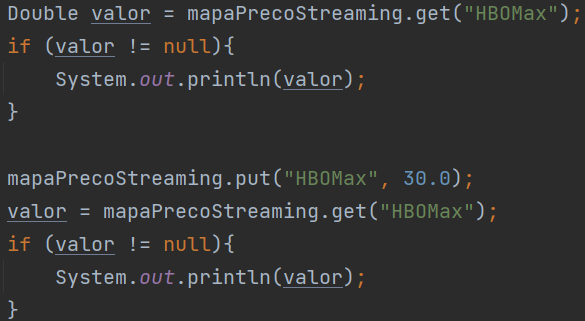 Double valor = mapaPrecoStreaming.get("HBOMax");
if (valor != null){
    System.out.println(valor);
}

mapaPrecoStreaming.put("HBOMax", 30.0);
valor = mapaPrecoStreaming.get("HBOMax");
if (valor != null){
    System.out.println(valor);
}